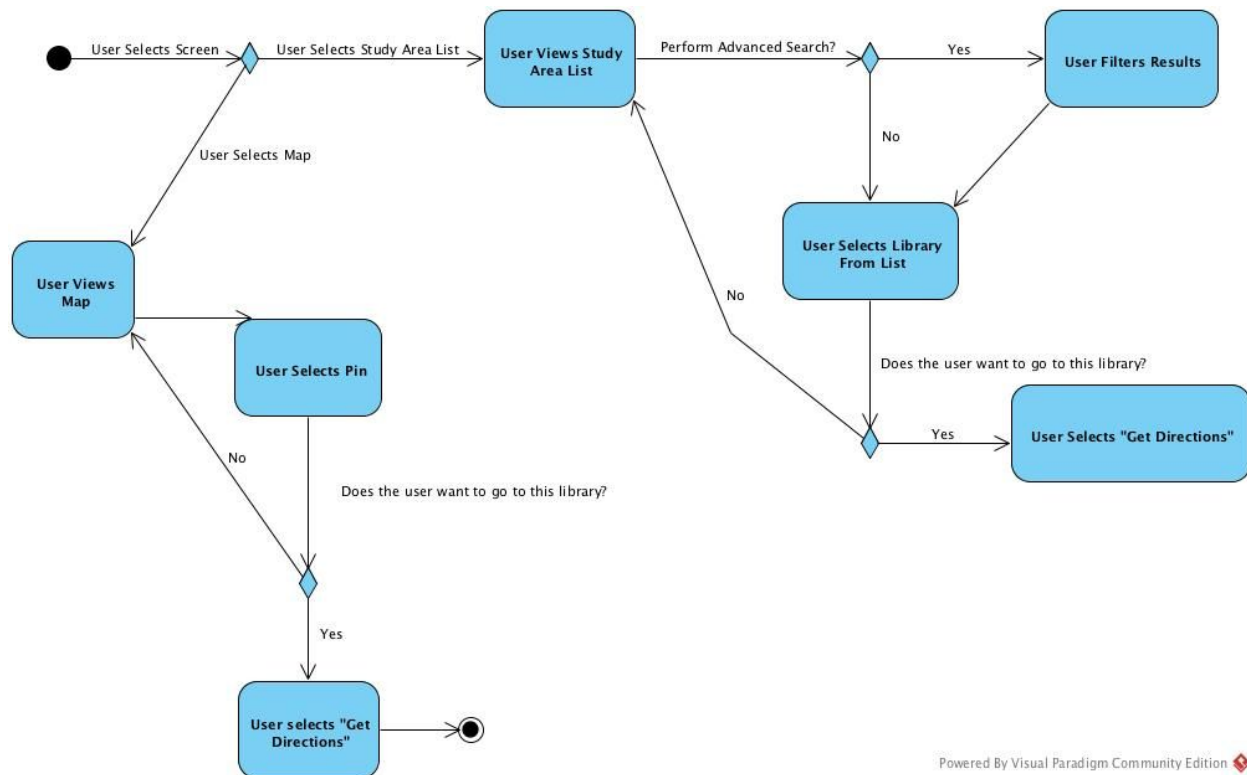 User Selects Screen
User Selects Study Area List
User Views Study
Area List
Perform Advanced Search?
Yes
User Filters Results
No
User Selects Map
User Selects Library
From List
User Views
Map
No
User Selects Pin
Does the user want to go to this library?
Yes
User Selects "Get Directions"
No
Does the user want to go to this library?
Yes
User selects "Get
Directions"
Powered By Visual Paradigm Community Edition